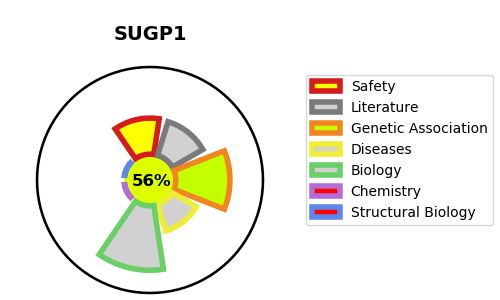 SUGP1
56%
Safety
Literature
Genetic Association
Diseases
Biology
Chemistry
Structural Biology